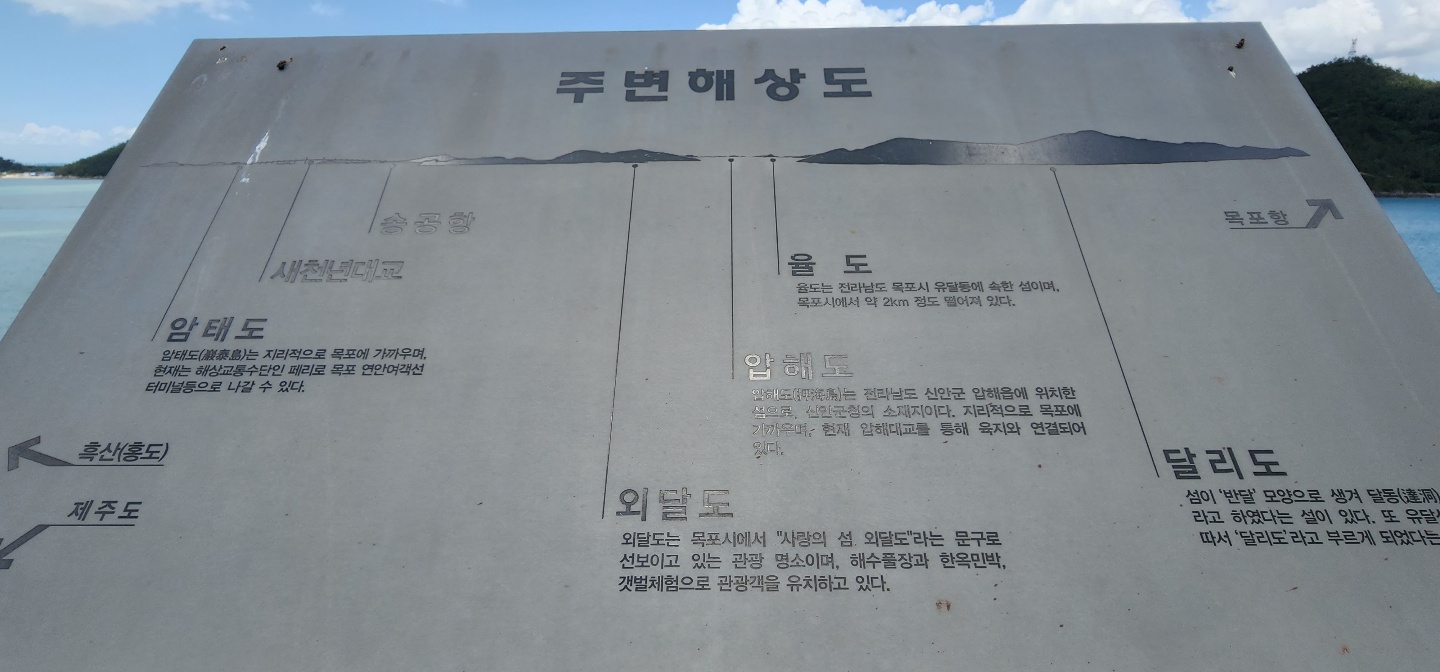 주변해상도
송공항
새천년대교
목포항
율도
율도는 전라남도 목포시 유달동에 속한 섬이며,
목포시에서 약 2km 정도 떨어져 있다.
암태도
암태도(巖泰島)는 지리적으로 목포에 가까우며,
현재는 해상교통수단인 페리로 목포 연안여객선
터미널등으로 나갈 수 있다.
압해도
압해도(押海島)는 전라남도 신안군 압해읍에 위치한
섬으로, 신안군청의 소재지이다. 지리적으로 목포에
가까우며, 현재 압해대교를 통해 육지와 연결되어
있다.
흑산(홍도)
제주도
외달도
외달도는 목포시에서 "사랑의 섬 외달도"라는 문구로
선보이고 있는 관광 명소이며, 해수풀장과 한옥민박,
갯벌체험으로 관광객을 유치하고 있다.
달리도
섬이 '반달' 모양으로 생겨 달동(達洞)
라고 하였다는 설이 있다. 또 유달
따서 '달리도'라고 부르게 되었다는